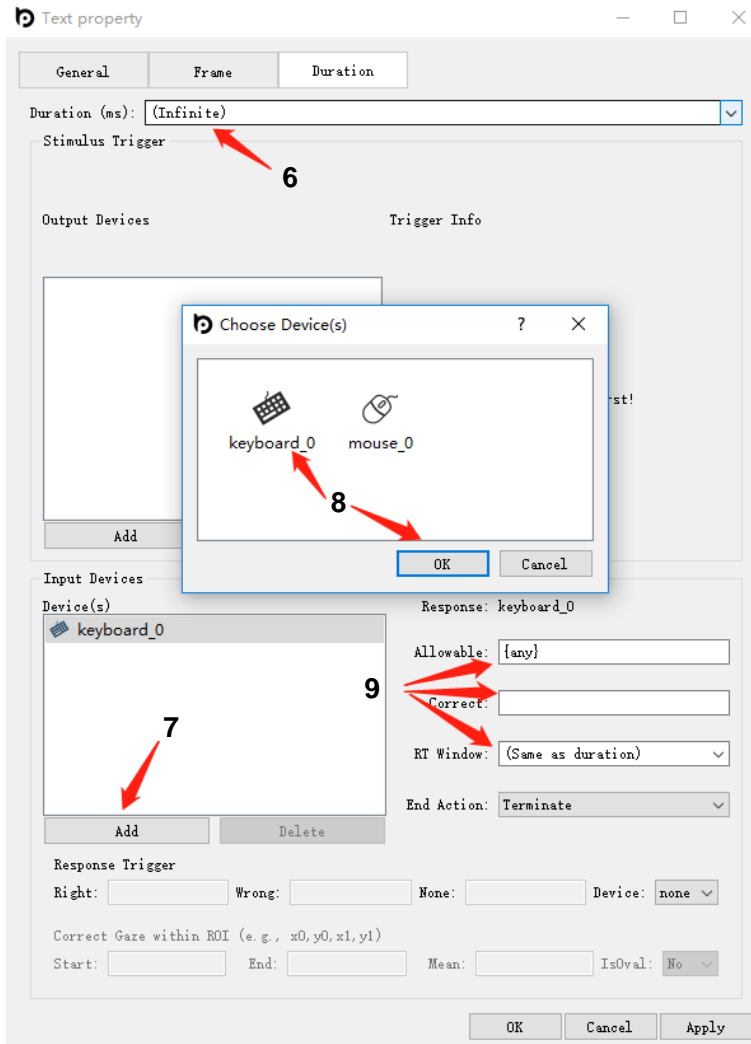 Text property
General Frame Duration
Duration (ms): (Infinite)
Stimulus Trigger
6
Output Devices Trigger Info
Choose Device(s) ?
rst!
keyboard_0 mouse_0
8
Add
OK Cancel
Input Devices
Device(s) Response: keyboard_0
keyboard_0
Allowable: {any}
9
Correct:
7
RT Window: (Same as duration)
End Action: Terminate
Add Delete
Response Trigger
Right: Wrong: None: Device: none
Correct Gaze within ROI (e.g., x0,y0,x1,y1)
Start: End: Mean: IsOval: No
OK Cancel Apply